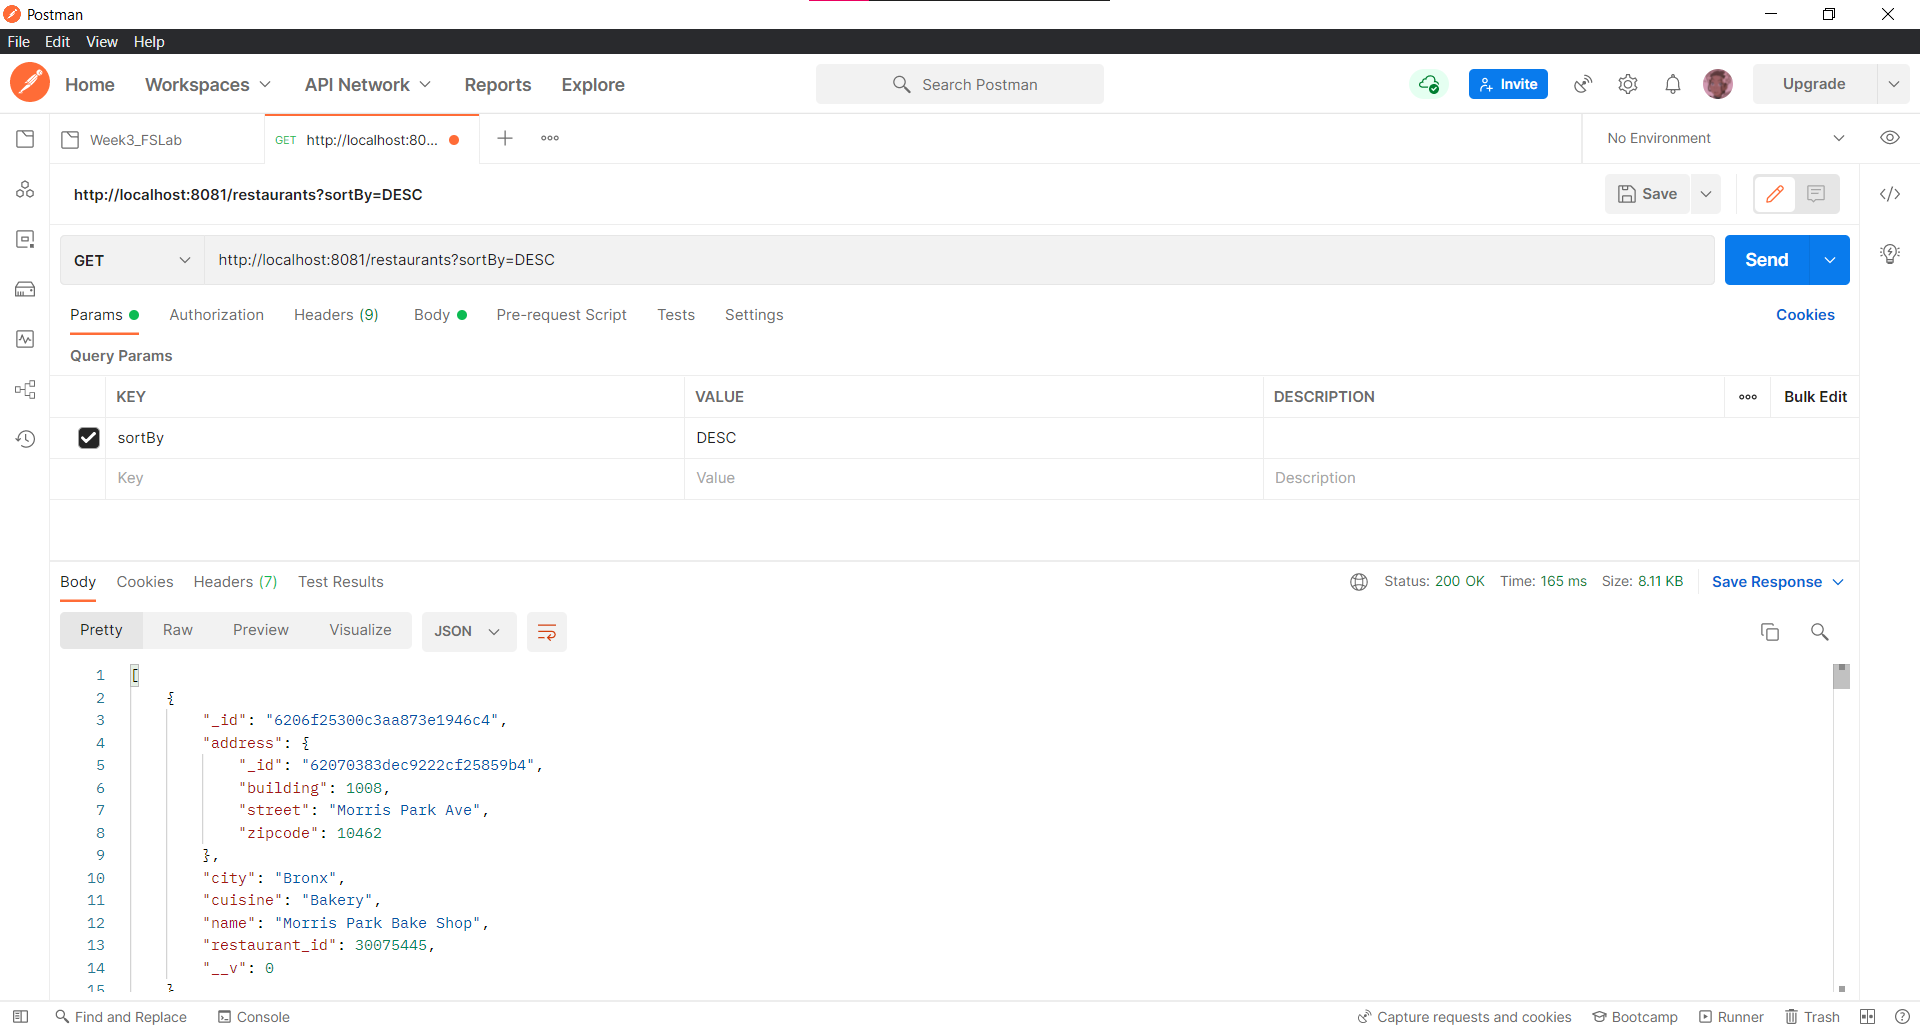 Postman
File Edit View Help
Home Workspaces API Network Reports Explore Search Postman Invite Upgrade
Week3_FSLab GET http://localhost:80... No Environment
http://localhost:8081/restaurants?sortBy=DESC Save
GET http://localhost:8081/restaurants?sortBy=DESC Send
Params Authorization Headers (9) Body Pre-request Script Tests Settings Cookies
Query Params
KEY VALUE DESCRIPTION Bulk Edit
sortBy DESC
Key Value Description
Body Cookies Headers (7) Test Results Status: 200 OK Time: 165 ms Size: 8.11 KB Save Response
Pretty Raw Preview Visualize JSON
1 [
2 {
3 "_id": "6206f25300c3aa873e1946c4",
4 "address": {
5 "_id": "62070383dec9222cf25859b4",
6 "building": 1008,
7 "street": "Morris Park Ave",
8 "zipcode": 10462
9 },
10 "city": "Bronx",
11 "cuisine": "Bakery",
12 "name": "Morris Park Bake Shop",
13 "restaurant_id": 30075445,
14 "__v": 0
15 }
Find and Replace Console Capture requests and cookies Bootcamp Runner Trash